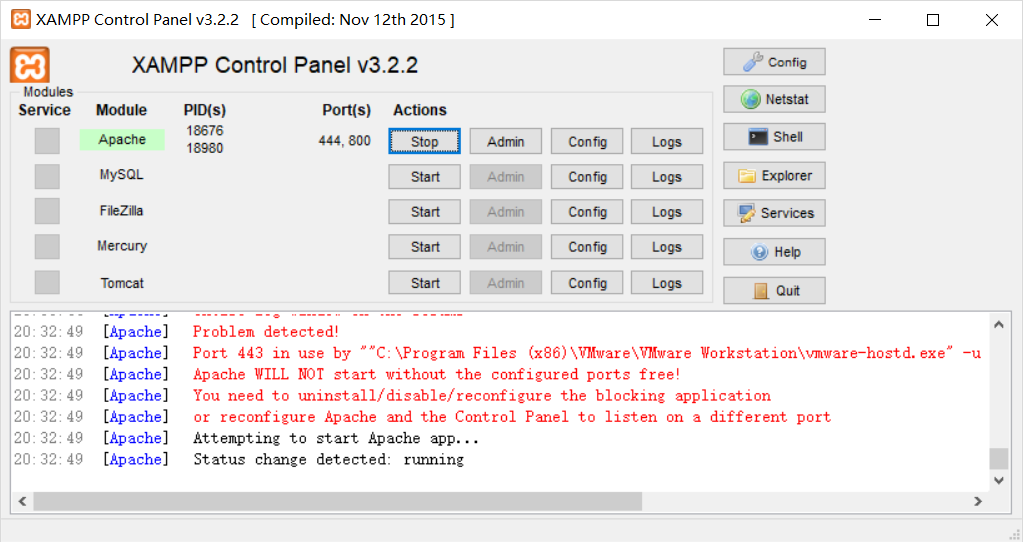 XAMPP Control Panel v3.2.2 [ Compiled: Nov 12th 2015 ]
XAMPP Control Panel v3.2.2
Modules
Service Module PID(s) Port(s) Actions
Apache 18676 18980 444, 800 Stop Admin Config Logs
MySQL Start Admin Config Logs
FileZilla Start Admin Config Logs
Mercury Start Admin Config Logs
Tomcat Start Admin Config Logs
Config
Netstat
Shell
Explorer
Services
Help
Quit
20:32:49 [Apache] Problem detected!
20:32:49 [Apache] Port 443 in use by ""C:\Program Files (x86)\VMware\VMware Workstation\vmware-hostd.exe" -u
20:32:49 [Apache] Apache WILL NOT start without the configured ports free!
20:32:49 [Apache] You need to uninstall/disable/reconfigure the blocking application
20:32:49 [Apache] or reconfigure Apache and the Control Panel to listen on a different port
20:32:49 [Apache] Attempting to start Apache app...
20:32:49 [Apache] Status change detected: running